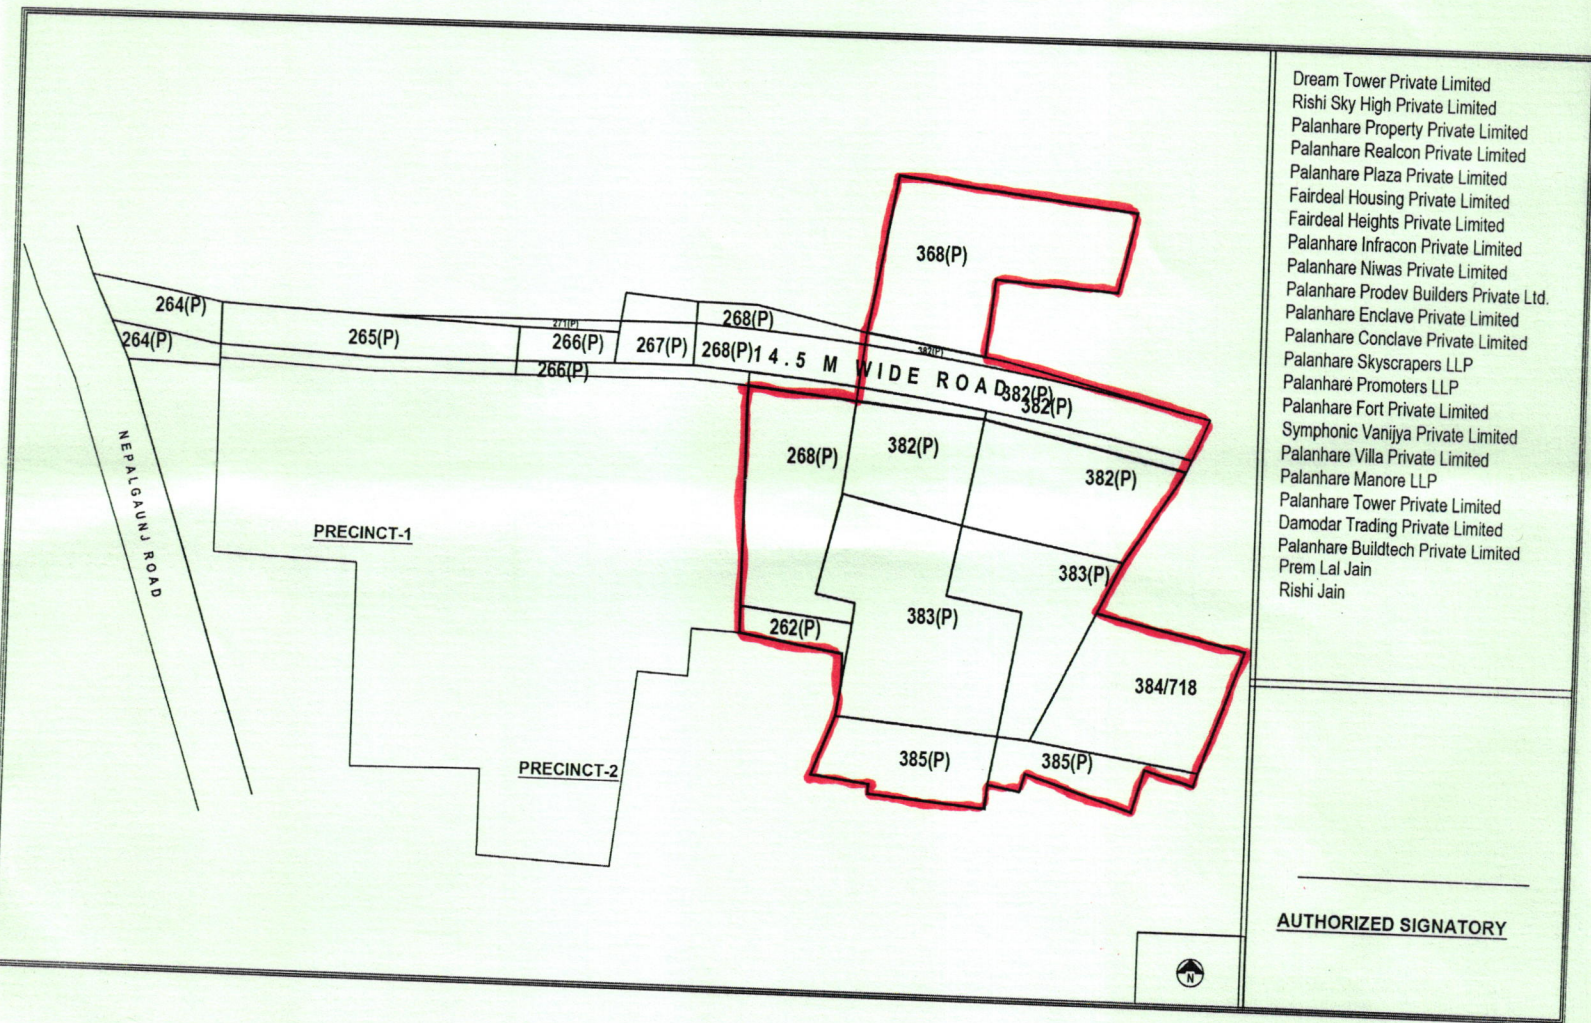 368(P)
264(P)
264(P)
265(P)
271(P)
266(P)
266(P)
267(P)
268(P)
268(P)
14.5 M WIDE ROAD
382(P)
382(P)
382(P)
268(P)
382(P)
382(P)
383(P)
383(P)
262(P)
384/718
385(P)
385(P)
NEPALGAUNJ ROAD
PRECINCT-1
PRECINCT-2
N
Dream Tower Private Limited
Rishi Sky High Private Limited
Palanhare Property Private Limited
Palanhare Realcon Private Limited
Palanhare Plaza Private Limited
Fairdeal Housing Private Limited
Fairdeal Heights Private Limited
Palanhare Infracon Private Limited
Palanhare Niwas Private Limited
Palanhare Prodev Builders Private Ltd.
Palanhare Enclave Private Limited
Palanhare Conclave Private Limited
Palanhare Skyscrapers LLP
Palanhare Promoters LLP
Palanhare Fort Private Limited
Symphonic Vanijya Private Limited
Palanhare Villa Private Limited
Palanhare Manore LLP
Palanhare Tower Private Limited
Damodar Trading Private Limited
Palanhare Buildtech Private Limited
Prem Lal Jain
Rishi Jain
AUTHORIZED SIGNATORY